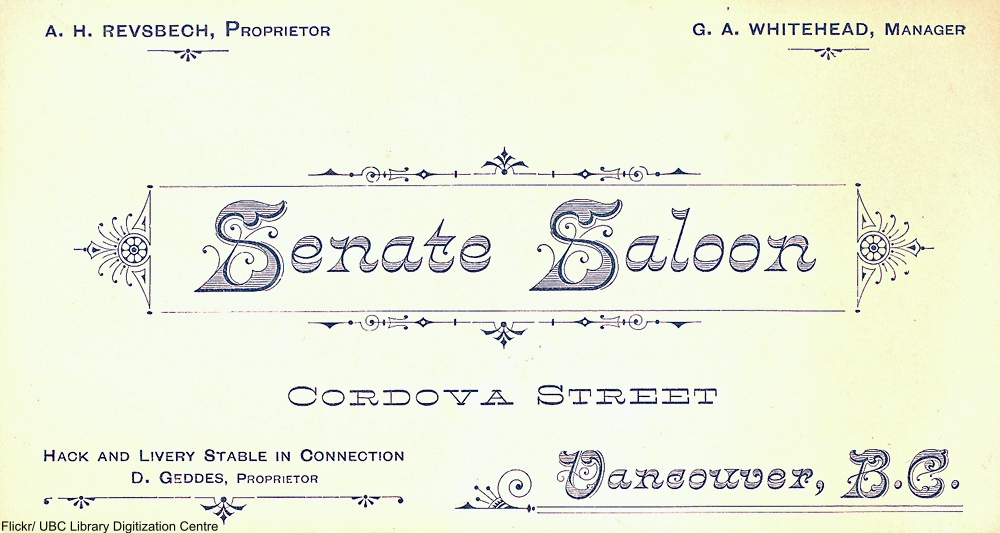 A. H. REVSBECH, PROPRIETOR
G. A. WHITEHEAD, MANAGER
Senate Saloon
CORDOVA STREET
HACK AND LIVERY STABLE IN CONNECTION
D. GEDDES, PROPRIETOR
Vancouver, B.C.
Flickr/ UBC Library Digitization Centre